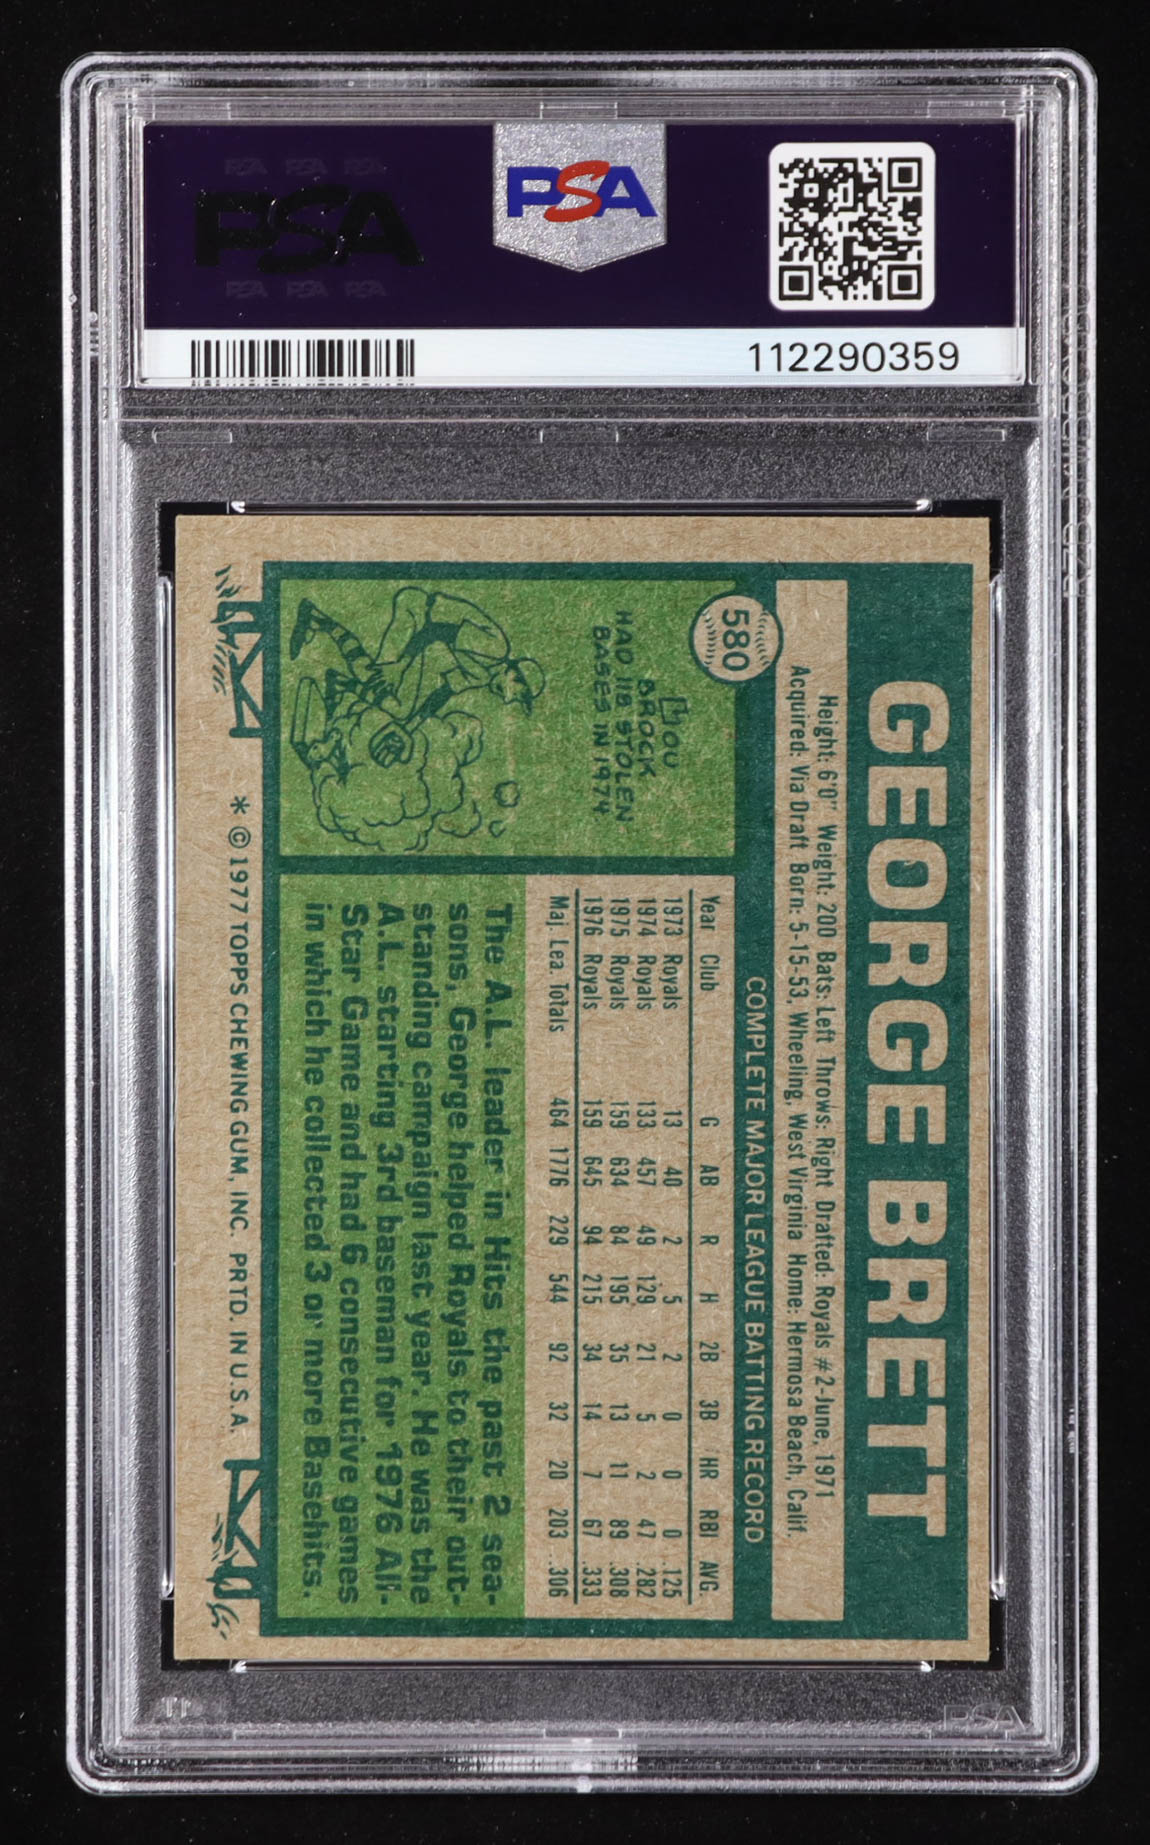 PSA PSA PSA
PSA
PSA PSA PSA
PSA
112290359
GEORGE BRETT
Height: 6'0" Weight: 200 Bats: Left Throws: Right Drafted: Royals #2-June, 1971
Acquired: Via Draft Born: 5-15-53, Wheeling, West Virginia Home: Hermosa Beach, Calif.
580
COMPLETE MAJOR LEAGUE BATTING RECORD
Year Club G AB R H 2B 3B HR RBI AVG.
1973 Royals 13 40 2 5 2 0 0 0 .125
1974 Royals 133 457 49 129 21 5 2 47 .282
1975 Royals 159 634 84 195 35 13 11 89 .308
1976 Royals 159 645 94 215 34 14 7 67 .333
Maj. Lea. Totals 464 1776 229 544 92 32 20 203 .306
Lou
BROCK
HAD 118 STOLEN
BASES IN 1974
The A.L. leader in Hits the past 2 sea-
sons, George helped Royals to their out-
standing campaign last year. He was the
A.L. starting 3rd baseman for 1976 All-
Star Game and had 6 consecutive games
in which he collected 3 or more Basehits.
* © 1977 TOPPS CHEWING GUM, INC. PRTD. IN U.S.A.
PSA